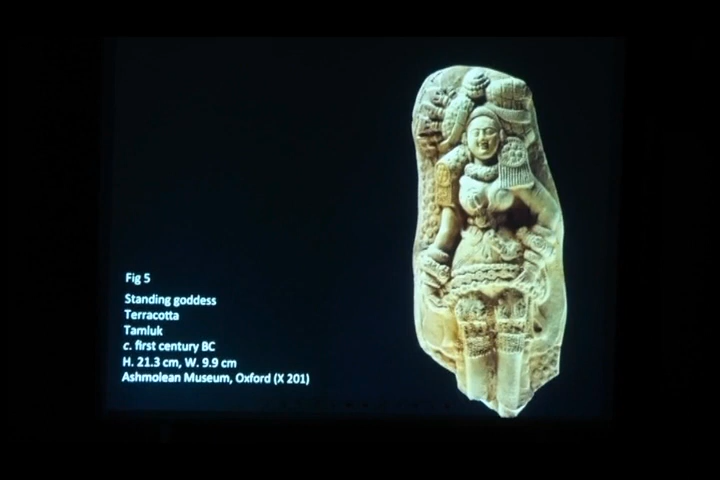 Fig 5
Standing goddess
Terracotta
Tamluk
c. first century BC
H. 21.3 cm, W. 9.9 cm
Ashmolean Museum, Oxford (X 201)